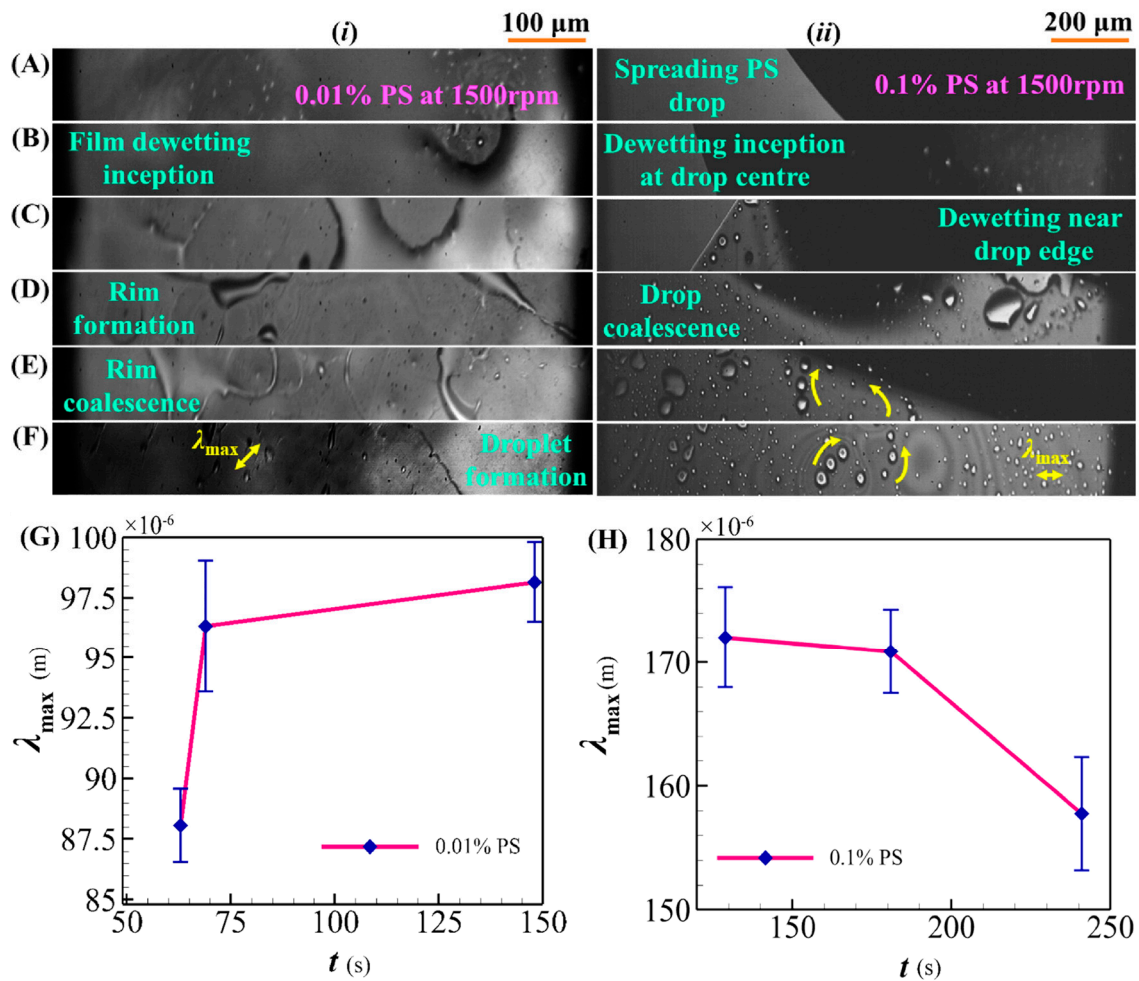 (i) 100 μm (ii) 200 μm
(A) 0.01% PS at 1500rpm
Spreading PS
drop
0.1% PS at 1500rpm
(B) Film dewetting
inception
Dewetting inception
at drop centre
(C)
Dewetting near
drop edge
(D) Rim
formation
Drop
coalescence
(E) Rim
coalescence
(F) λmax
Droplet
formation
λmax
(G) ×10-6
100
97.5
95
92.5
90
87.5
85
λmax (m)
0.01% PS
50 75 100 125 150
t (s)
(H) ×10-6
180
170
160
150
λmax (m)
0.1% PS
150 200 250
t (s)